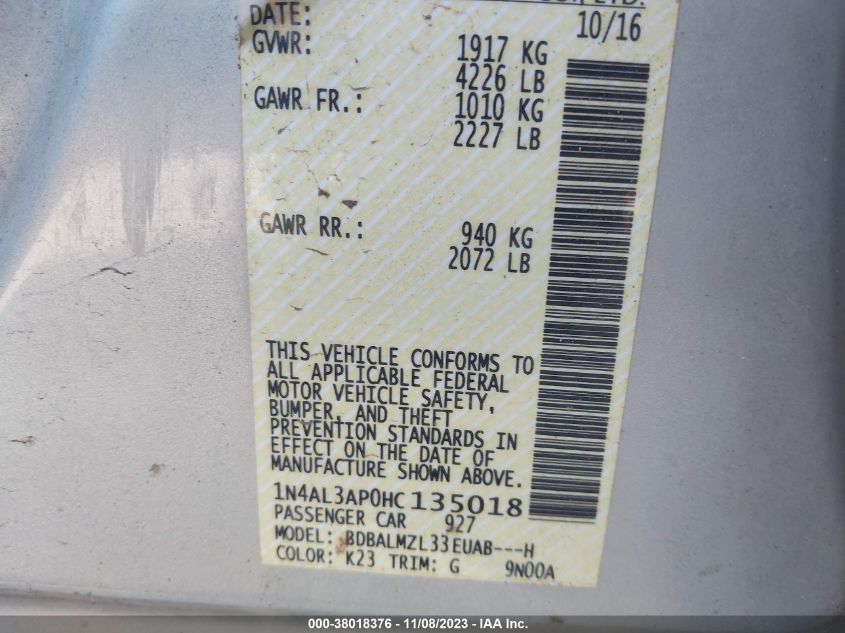 LTD.
DATE: 10/16
GVWR: 1917 KG
4226 LB
GAWR FR.: 1010 KG
2227 LB
GAWR RR.: 940 KG
2072 LB
THIS VEHICLE CONFORMS TO
ALL APPLICABLE FEDERAL
MOTOR VEHICLE SAFETY,
BUMPER, AND THEFT
PREVENTION STANDARDS IN
EFFECT ON THE DATE OF
MANUFACTURE SHOWN ABOVE.
1N4AL3AP0HC135018
PASSENGER CAR 927
MODEL: BDBALMZL33EUAB---H
COLOR: K23 TRIM: G 9N00A
000-38018376 - 11/08/2023 - IAA Inc.